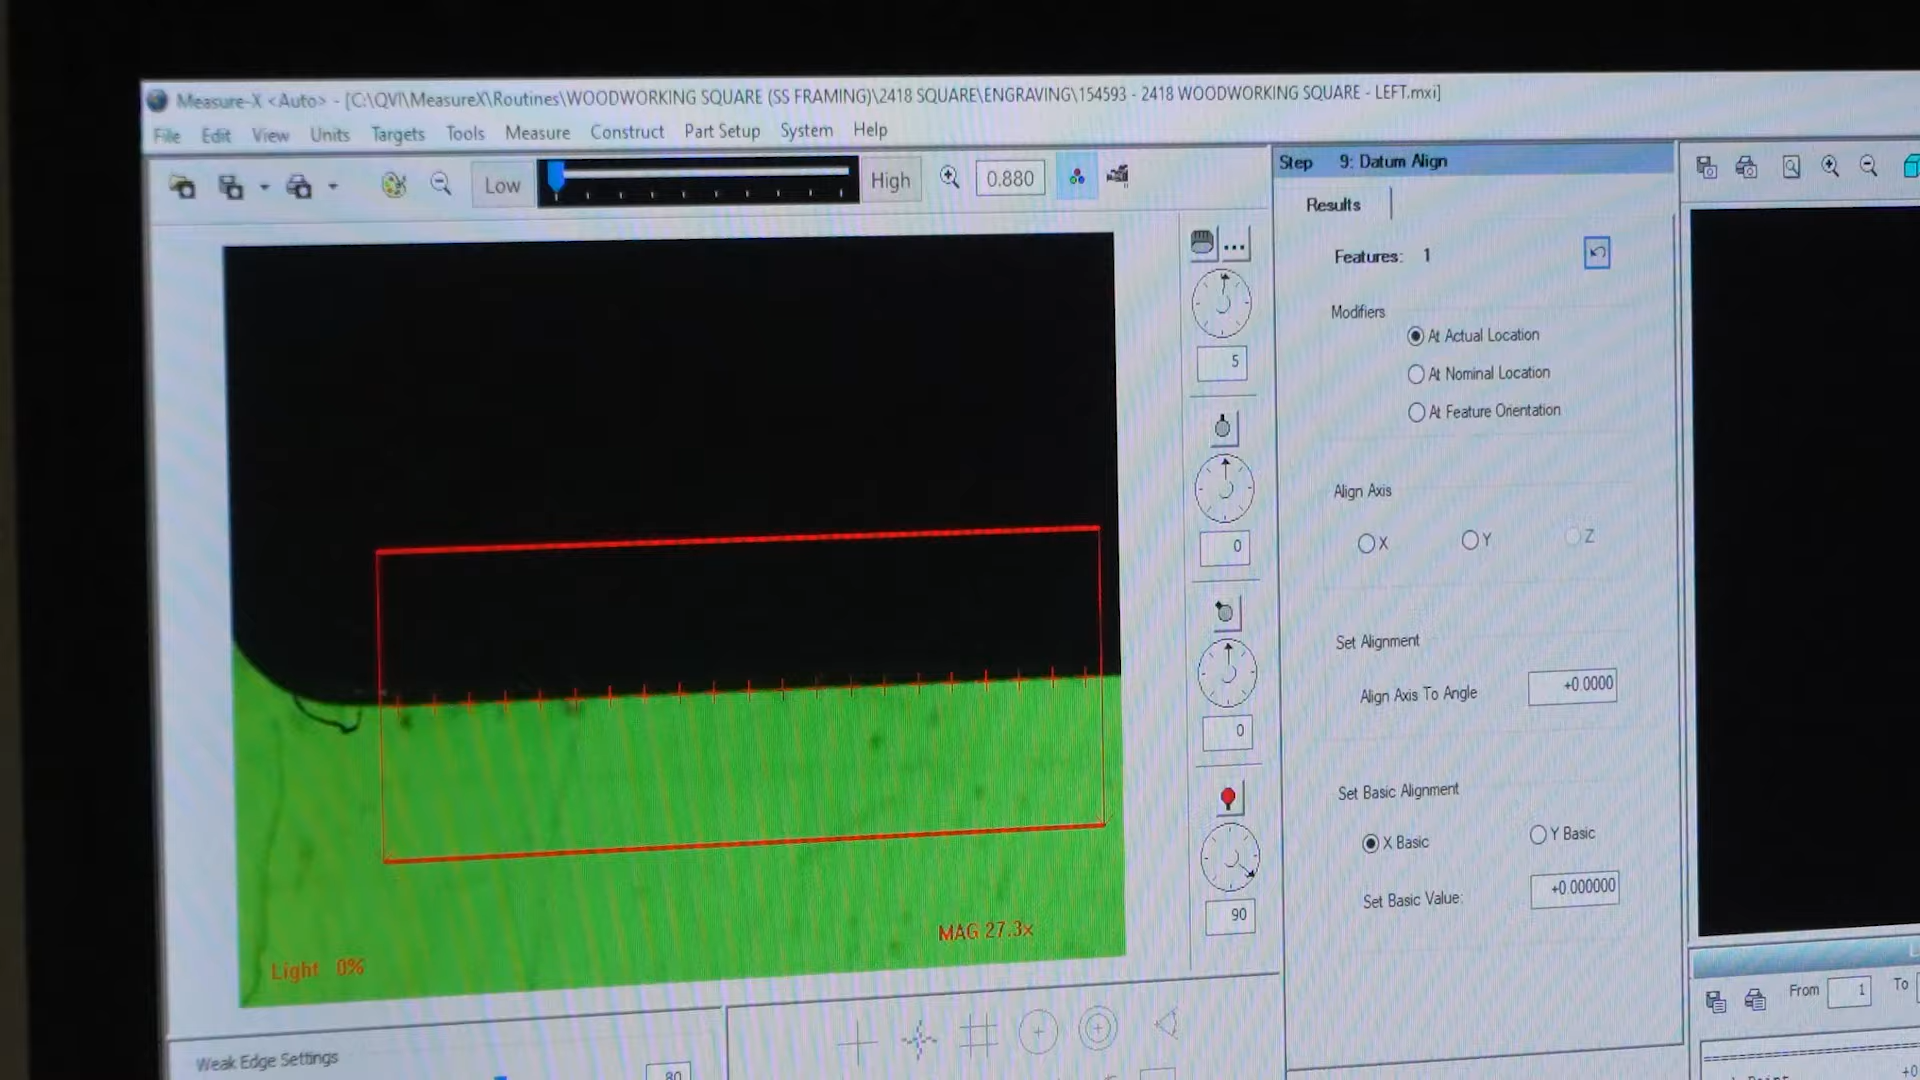 Measure-X <Auto> - [C:\QVI\MeasureX\Routines\WOODWORKING SQUARE (SS FRAMING)\2418 SQUARE\ENGRAVING\154593 - 2418 WOODWORKING SQUARE - LEFT.mxi]
File Edit View Units Targets Tools Measure Construct Part Setup System Help
Low High 0.880
Step 9: Datum Align
Results
Features: 1
Modifiers
At Actual Location
At Nominal Location
At Feature Orientation
Align Axis
X Y Z
Set Alignment
Align Axis To Angle +0.0000
Set Basic Alignment
X Basic Y Basic
Set Basic Value: +0.000000
...
5
0
0
90
MAG 27.3x
Light 0%
Weak Edge Settings
80
From 1 To